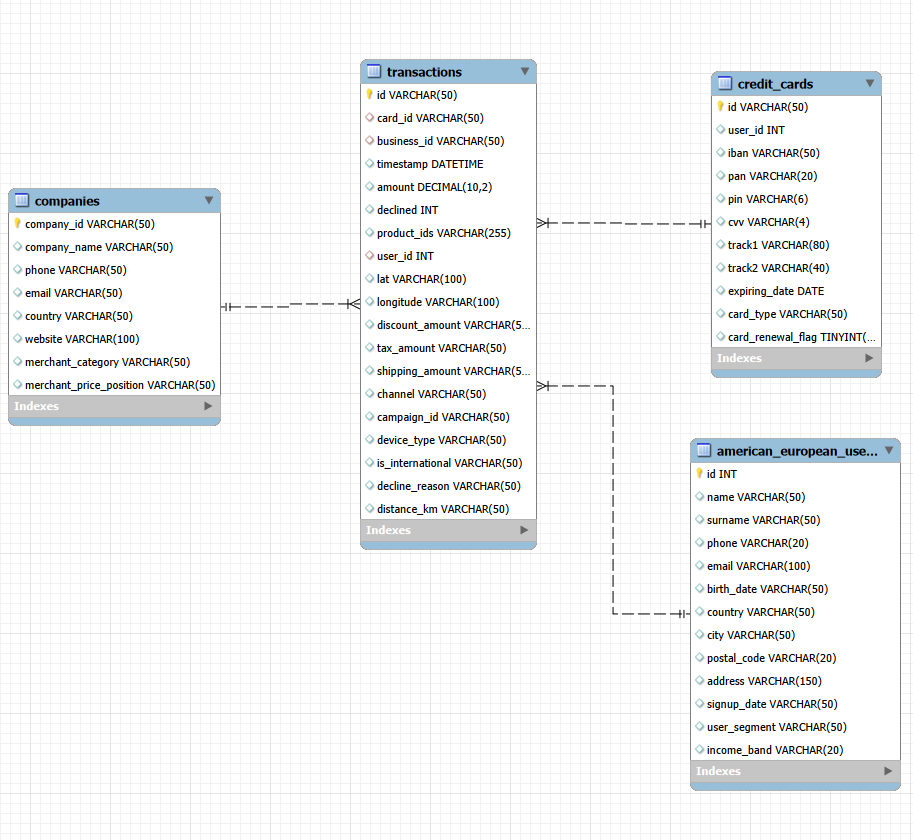 companies
company_id VARCHAR(50)
company_name VARCHAR(50)
phone VARCHAR(50)
email VARCHAR(50)
country VARCHAR(50)
website VARCHAR(100)
merchant_category VARCHAR(50)
merchant_price_position VARCHAR(50)
Indexes
transactions
id VARCHAR(50)
card_id VARCHAR(50)
business_id VARCHAR(50)
timestamp DATETIME
amount DECIMAL(10,2)
declined INT
product_ids VARCHAR(255)
user_id INT
lat VARCHAR(100)
longitude VARCHAR(100)
discount_amount VARCHAR(5...
tax_amount VARCHAR(50)
shipping_amount VARCHAR(5...
channel VARCHAR(50)
campaign_id VARCHAR(50)
device_type VARCHAR(50)
is_international VARCHAR(50)
decline_reason VARCHAR(50)
distance_km VARCHAR(50)
Indexes
credit_cards
id VARCHAR(50)
user_id INT
iban VARCHAR(50)
pan VARCHAR(20)
pin VARCHAR(6)
cvv VARCHAR(4)
track1 VARCHAR(80)
track2 VARCHAR(40)
expiring_date DATE
card_type VARCHAR(50)
card_renewal_flag TINYINT(...
Indexes
american_european_use...
id INT
name VARCHAR(50)
surname VARCHAR(50)
phone VARCHAR(20)
email VARCHAR(100)
birth_date VARCHAR(50)
country VARCHAR(50)
city VARCHAR(50)
postal_code VARCHAR(20)
address VARCHAR(150)
signup_date VARCHAR(50)
user_segment VARCHAR(50)
income_band VARCHAR(20)
Indexes